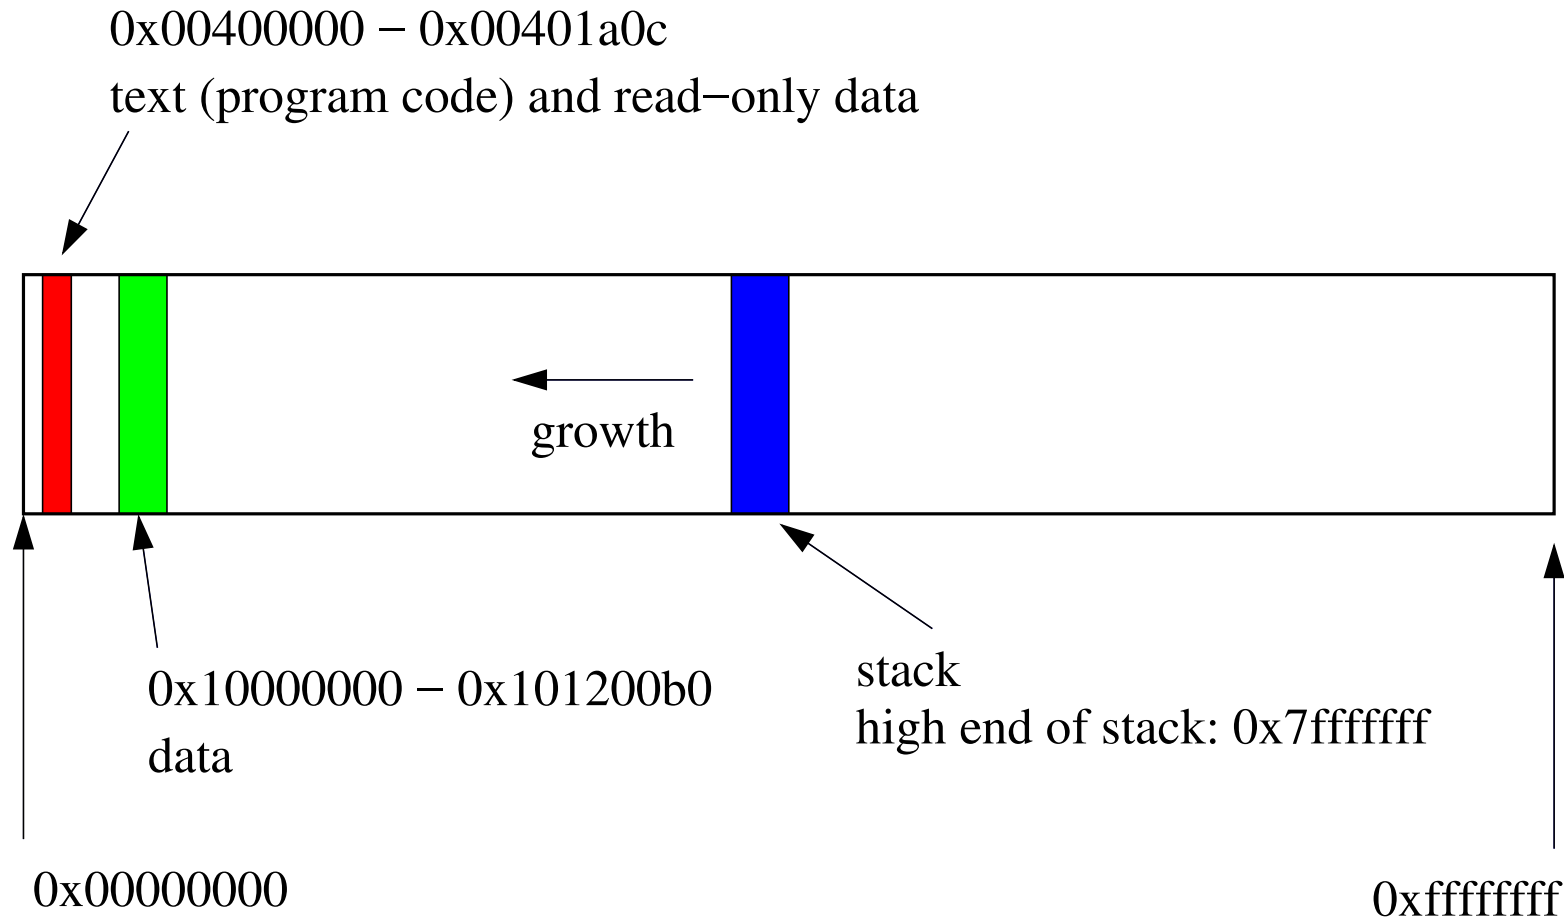 0x00400000 − 0x00401a0c
text (program code) and read−only data
growth
0x10000000 − 0x101200b0
data
stack
high end of stack: 0x7fffffff
0x00000000
0xffffffff